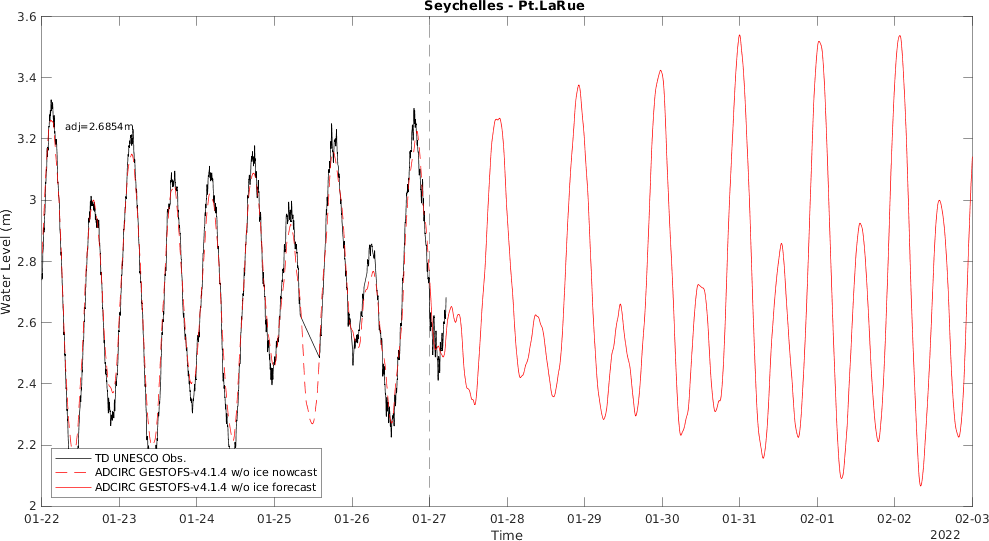 Seychelles - Pt.LaRue
3.6
3.4
3.2
3
2.8
2.6
2.4
2.2
2
Water Level (m)
adj=2.6854m
TD UNESCO Obs.
ADCIRC GESTOFS-v4.1.4 w/o ice nowcast
ADCIRC GESTOFS-v4.1.4 w/o ice forecast
01-22 01-23 01-24 01-25 01-26 01-27 01-28 01-29 01-30 01-31 02-01 02-02 02-03
Time
2022